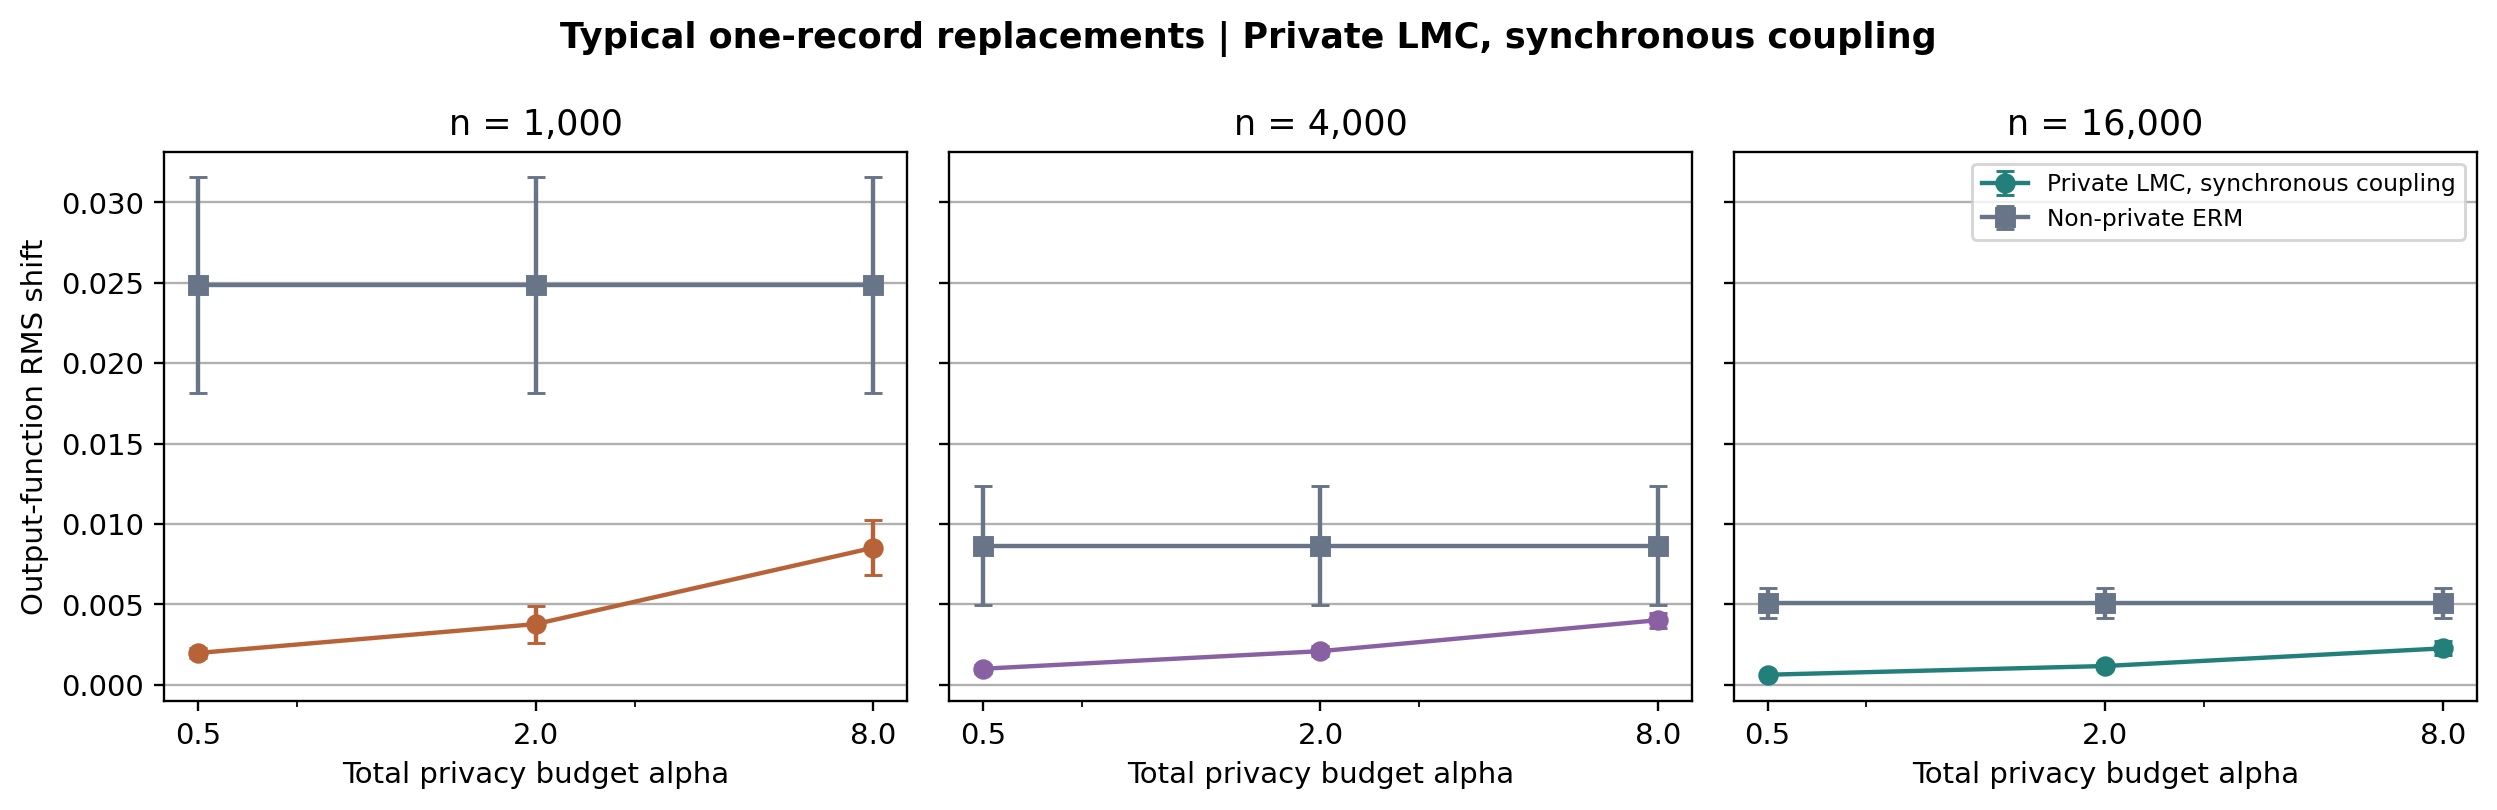 Typical one-record replacements | Private LMC, synchronous coupling
n = 1,000
n = 4,000
n = 16,000
Output-function RMS shift
0.030
0.025
0.020
0.015
0.010
0.005
0.000
Private LMC, synchronous coupling
Non-private ERM
0.5 2.0 8.0
0.5 2.0 8.0
0.5 2.0 8.0
Total privacy budget alpha
Total privacy budget alpha
Total privacy budget alpha